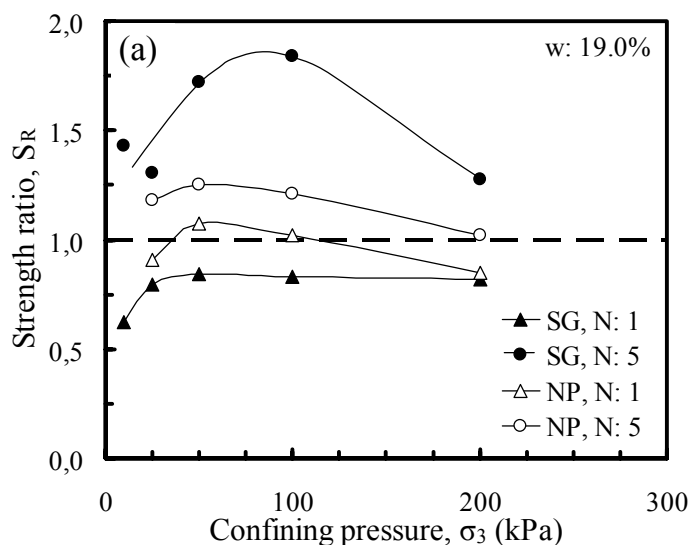 2,0
(a)
w: 19.0%
1,5
1,0
0,5
0,0
Strength ratio, S_R
SG, N: 1
SG, N: 5
NP, N: 1
NP, N: 5
0 100 200 300
Confining pressure, σ3 (kPa)